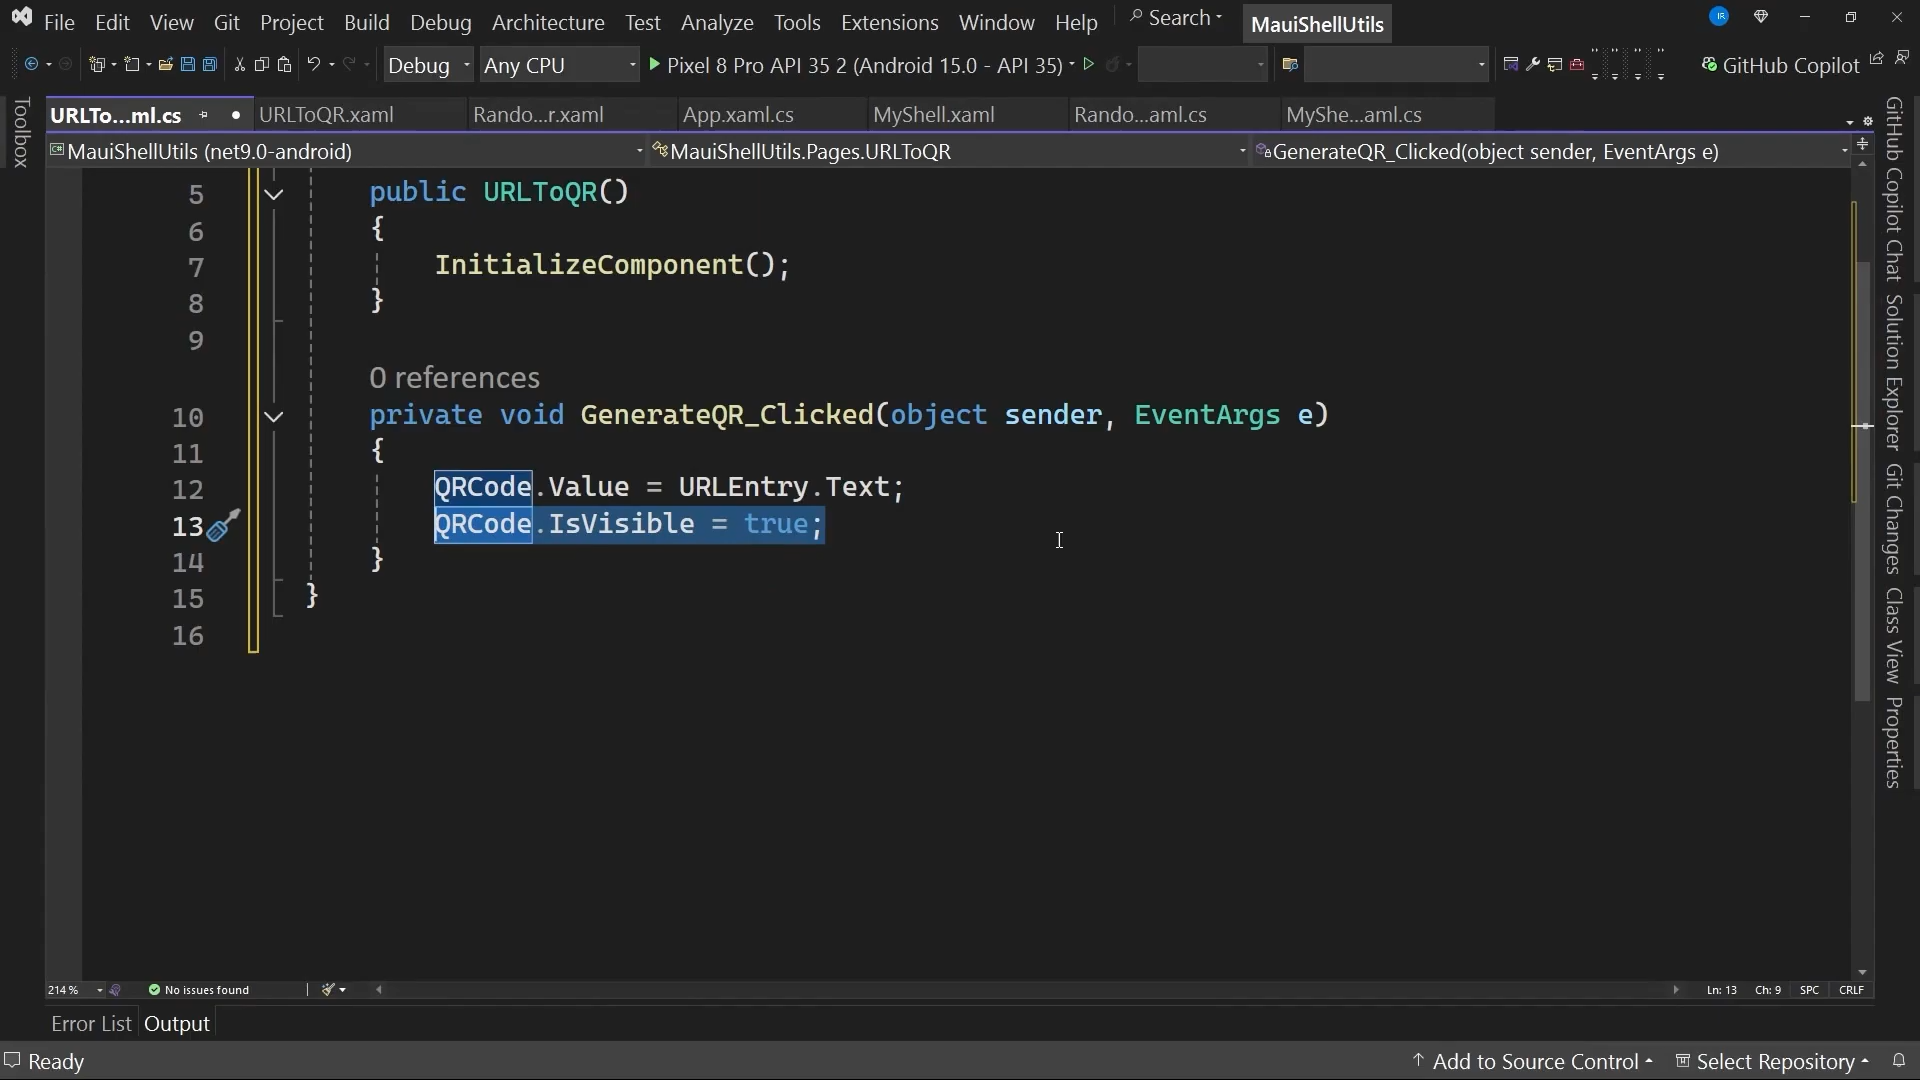 File Edit View Git Project Build Debug Architecture Test Analyze Tools Extensions Window Help Search MauiShellUtils IR
Debug Any CPU Pixel 8 Pro API 35 2 (Android 15.0 - API 35) GitHub Copilot
URLTo...ml.cs URLToQR.xaml Rando...r.xaml App.xaml.cs MyShell.xaml Rando...aml.cs MyShe...aml.cs
MauiShellUtils (net9.0-android) MauiShellUtils.Pages.URLToQR GenerateQR_Clicked(object sender, EventArgs e)
Toolbox
5 public URLToQR()
6 {
7 InitializeComponent();
8 }
9
0 references
10 private void GenerateQR_Clicked(object sender, EventArgs e)
11 {
12 QRCode.Value = URLEntry.Text;
13 QRCode.IsVisible = true;
14 }
15 }
16
GitHub Copilot Chat
Solution Explorer
Git Changes
Class View
Properties
214 % No issues found Ln: 13 Ch: 9 SPC CRLF
Error List Output
Ready Add to Source Control Select Repository